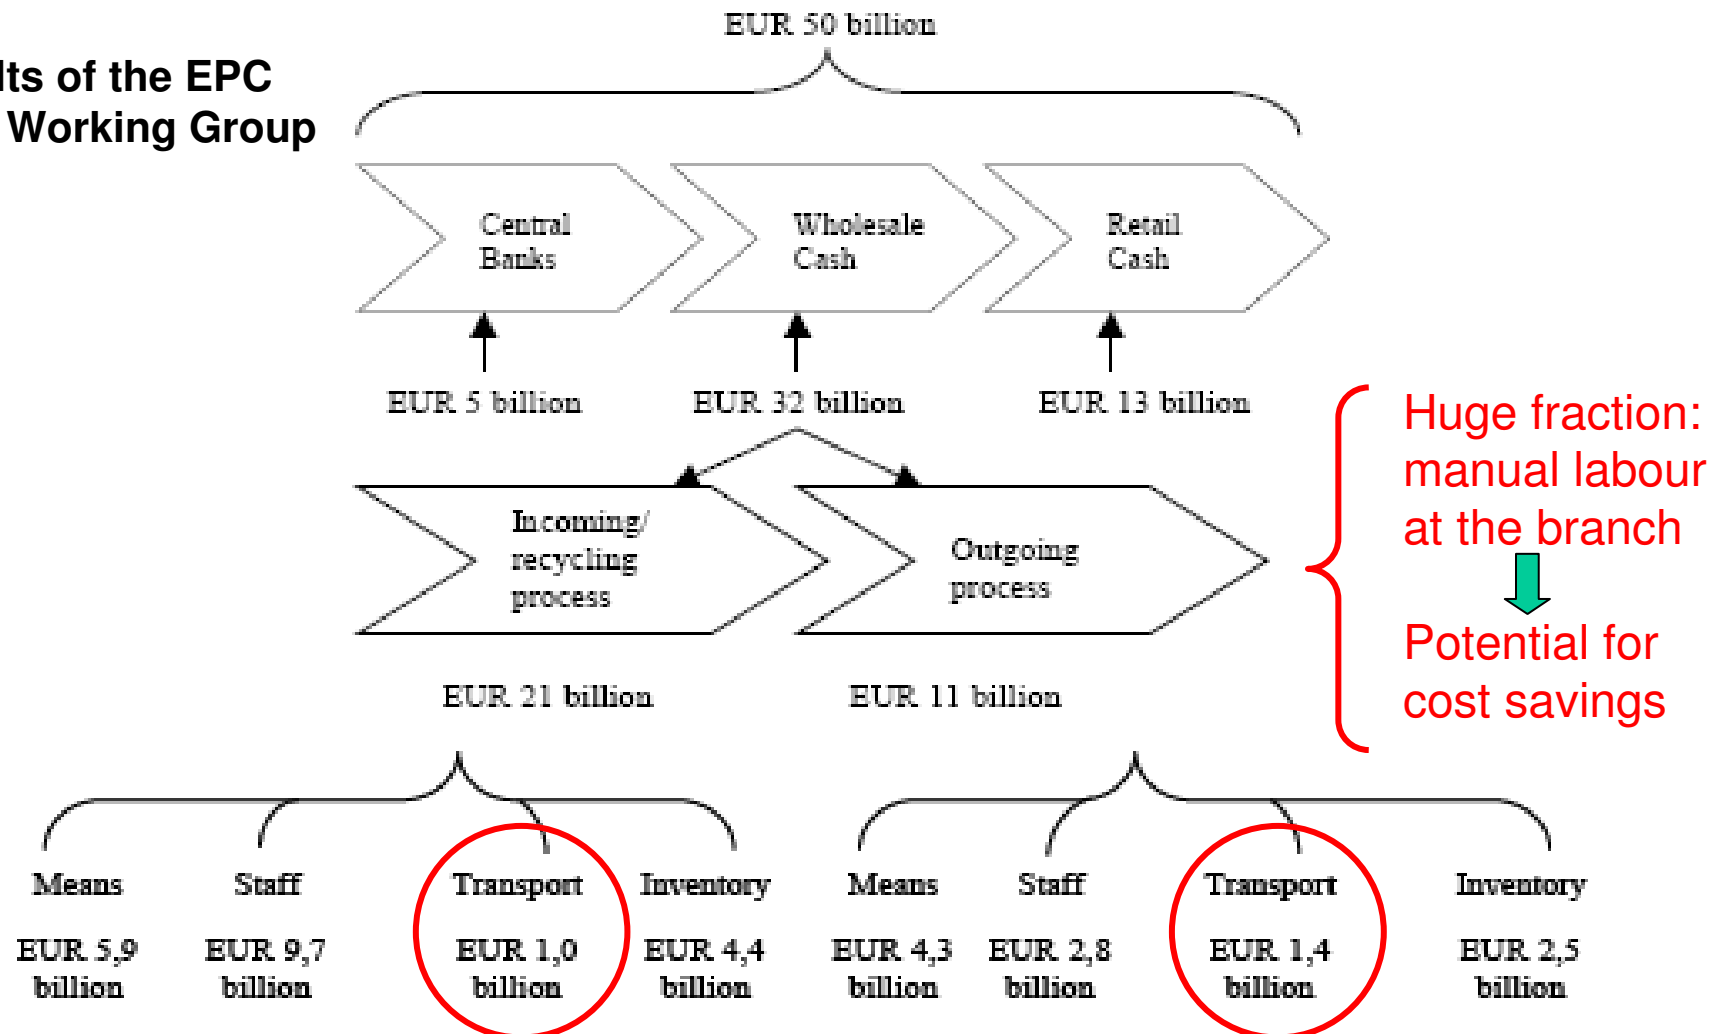 EUR 50 billion
lts of the EPC
Working Group
Central
Banks
Wholesale
Cash
Retail
Cash
EUR 5 billion
EUR 32 billion
EUR 13 billion
Huge fraction:
manual labour
at the branch
Potential for
cost savings
Incoming/
recycling
process
Outgoing
process
EUR 21 billion
EUR 11 billion
Means
Staff
Transport
Inventory
Means
Staff
Transport
Inventory
EUR 5,9
billion
EUR 9,7
billion
EUR 1,0
billion
EUR 4,4
billion
EUR 4,3
billion
EUR 2,8
billion
EUR 1,4
billion
EUR 2,5
billion